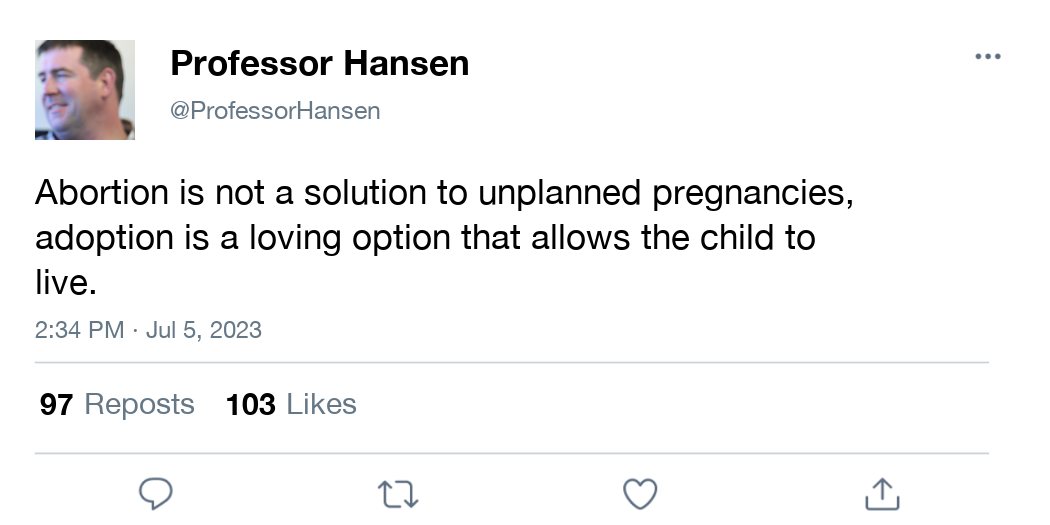 Professor Hansen
@ProfessorHansen
Abortion is not a solution to unplanned pregnancies,
adoption is a loving option that allows the child to
live.
2:34 PM · Jul 5, 2023
97 Reposts 103 Likes